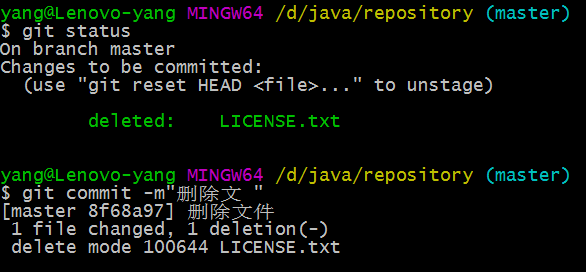 yang@Lenovo-yang MINGW64 /d/java/repository (master)
$ git status
On branch master
Changes to be committed:
  (use "git reset HEAD <file>..." to unstage)
        deleted:    LICENSE.txt
yang@Lenovo-yang MINGW64 /d/java/repository (master)
$ git commit -m"删除文 "
[master 8f68a97] 删除文件
 1 file changed, 1 deletion(-)
 delete mode 100644 LICENSE.txt